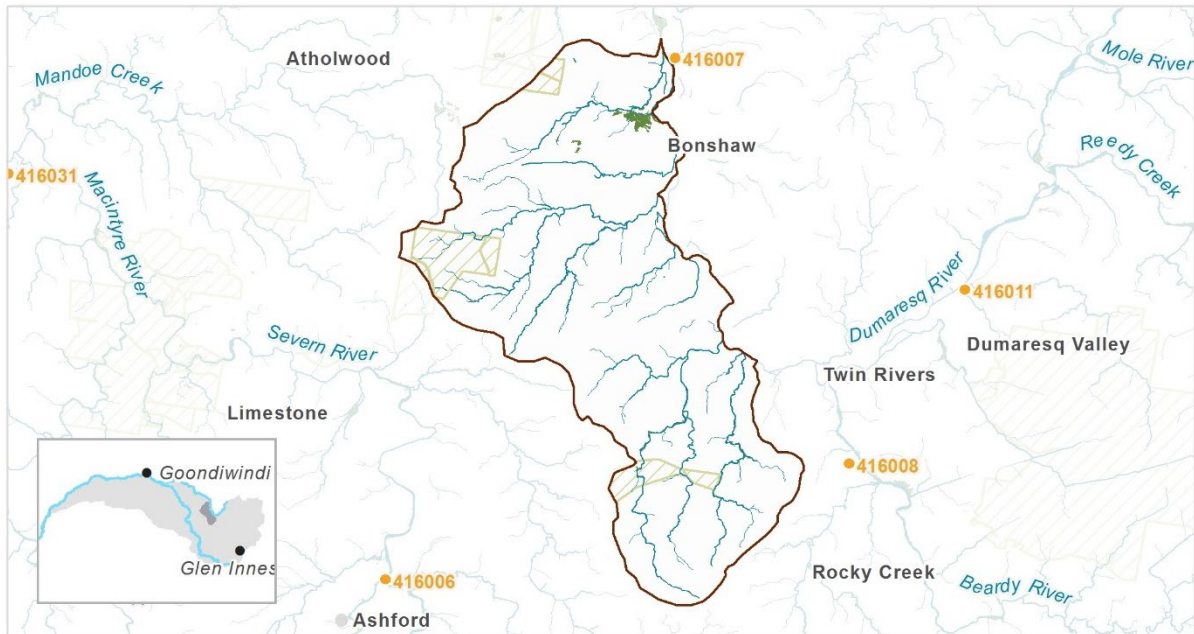 Atholwood
416007
Mole River
Mandoe Creek
Bonshaw
Reedy Creek
416031
Macintyre River
Dumaresq River
416011
Severn River
Dumaresq Valley
Twin Rivers
Limestone
Goondiwindi
416008
Glen Innes
Rocky Creek
416006
Beardy River
Ashford